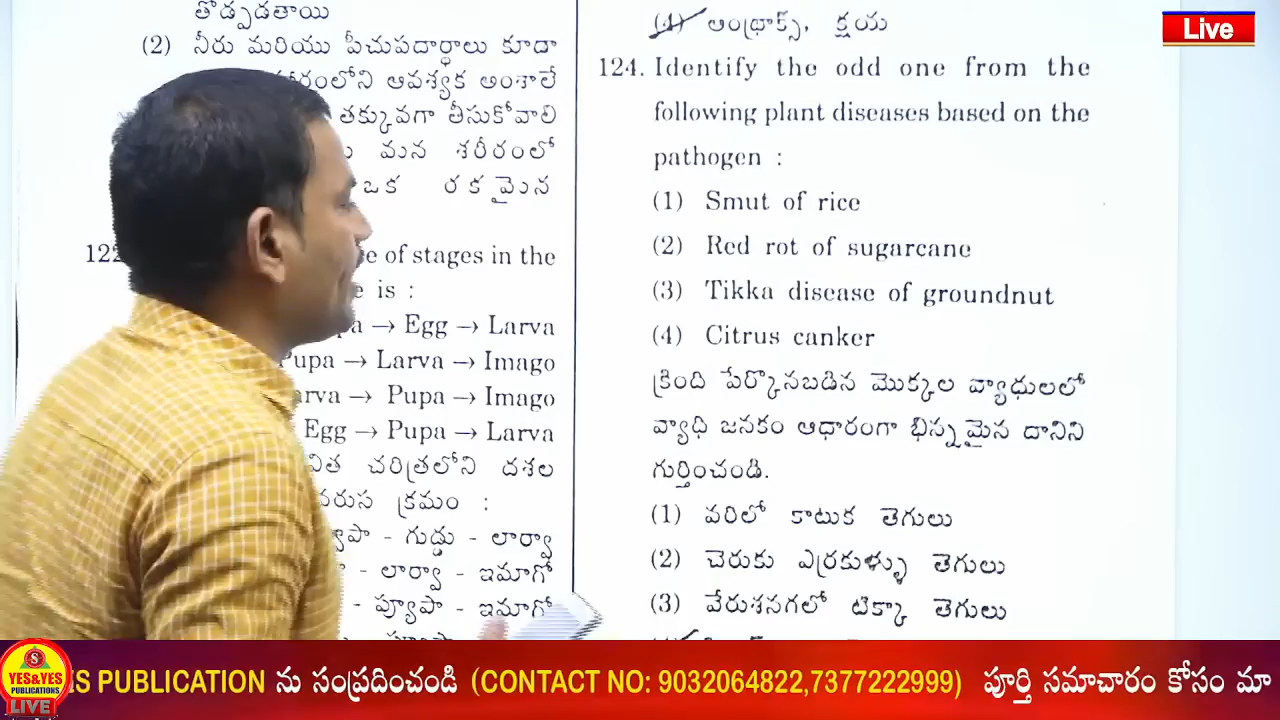 తోడ్పడతాయి
(2) నీరు మరియు పీచుపదార్థాలు కూడా
లోని ఆవశ్యక అంశాలే
తక్కువగా తీసుకోవాలి
మన శరీరంలో
ఒక రకమైన
e of stages in the
e is :
→ Egg → Larva
Pupa → Larva → Imago
arva → Pupa → Imago
Egg → Pupa → Larva
చరిత్రలోని దశల
క్రమం :
- గుడ్డు - లార్వా
- లార్వా - ఇమాగో
- ప్యూపా - ఇమాగో
(4) ఆంథ్రాక్స్, క్షయ
124. Identify the odd one from the
following plant diseases based on the
pathogen :
(1) Smut of rice
(2) Red rot of sugarcane
(3) Tikka disease of groundnut
(4) Citrus canker
క్రింది పేర్కొనబడిన మొక్కల వ్యాధులలో
వ్యాధి జనకం ఆధారంగా భిన్నమైన దానిని
గుర్తించండి.
(1) వరిలో కాటుక తెగులు
(2) చెరుకు ఎర్రకుళ్ళు తెగులు
(3) వేరుశనగలో టిక్కా తెగులు
Live
S PUBLICATION ను సంప్రదించండి (CONTACT NO: 9032064822,7377222999) పూర్తి సమాచారం కోసం మా
YES&YES
PUBLICATIONS
LIVE